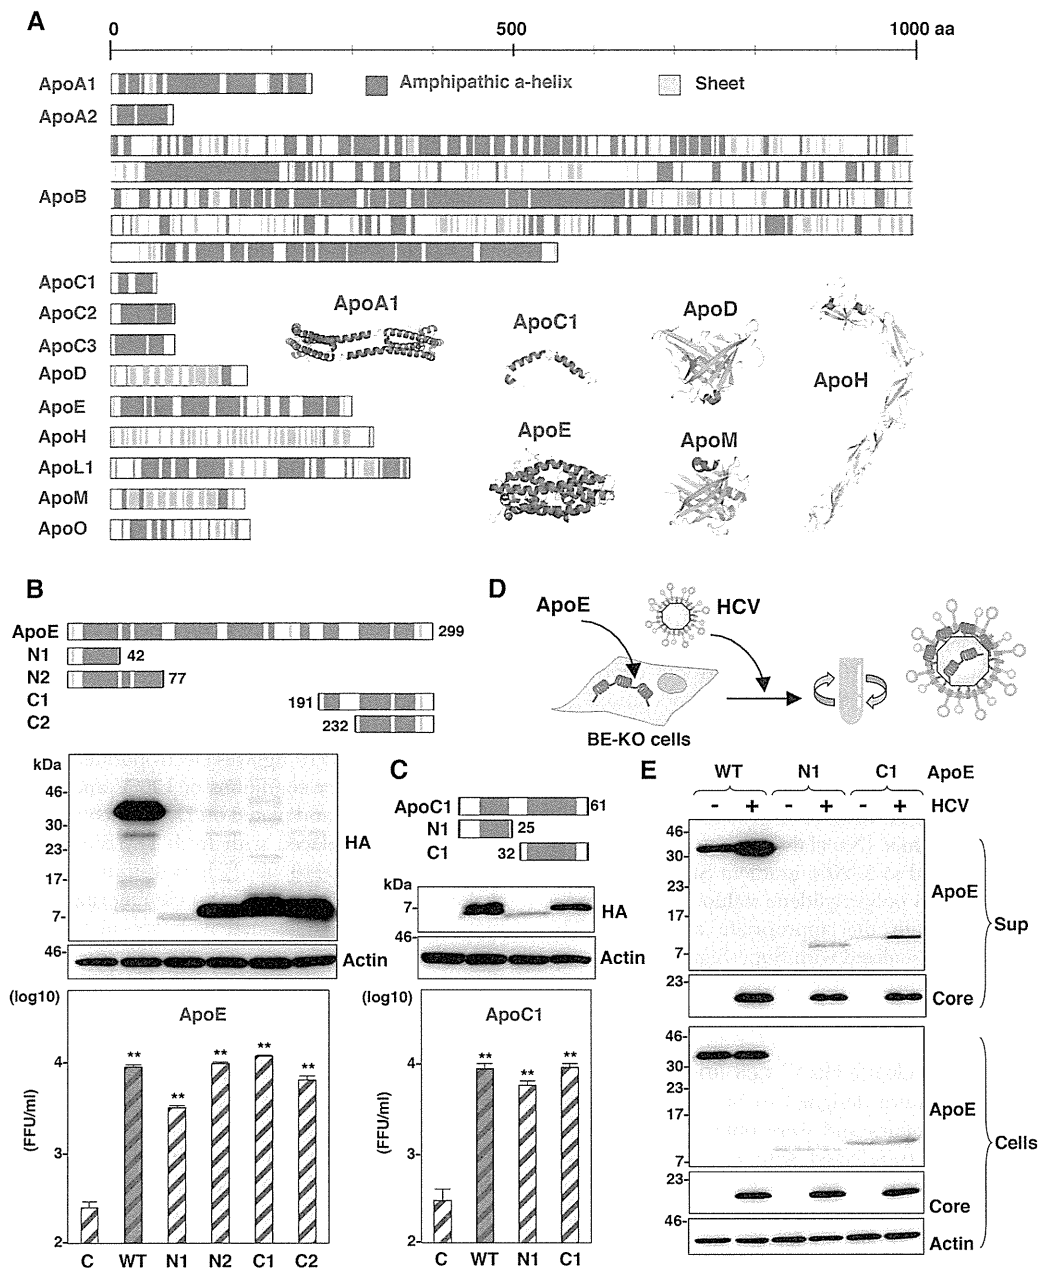 A
0 500 1000 aa
Amphipathic a-helix
Sheet
ApoA1
ApoA2
ApoB
ApoC1
ApoC2
ApoC3
ApoD
ApoE
ApoH
ApoL1
ApoM
ApoO
ApoA1
ApoC1
ApoD
ApoH
ApoE
ApoM
B
ApoE 299
N1 42
N2 77
C1 191
C2 232
kDa
46-
30-
23-
17-
7-
HA
46-
Actin
(log10)
ApoE
4
3
2
(FFU/ml)
** ** ** ** **
C WT N1 N2 C1 C2
C
ApoC1 61
N1 25
C1 32
kDa
7-
HA
46-
Actin
(log10)
ApoC1
4
3
2
(FFU/ml)
** ** **
C WT N1 C1
D
ApoE
HCV
BE-KO cells
E
WT N1 C1 ApoE
- + - + - + HCV
46-
30-
23-
17-
7-
ApoE
23-
Core
Sup
46-
30-
23-
17-
7-
ApoE
23-
Core
46-
Actin
Cells